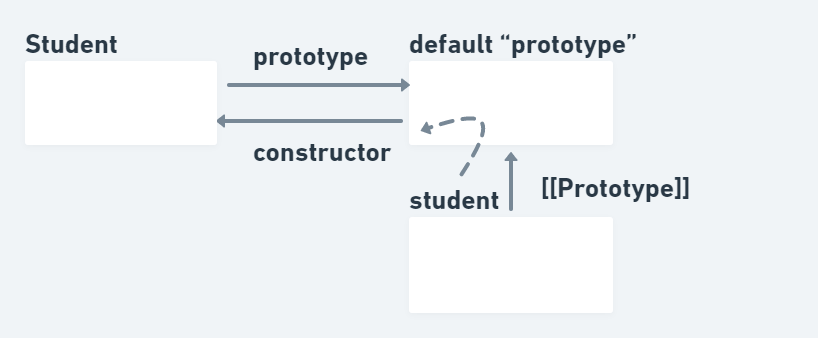 Student
prototype
default “prototype”
constructor
student
[[Prototype]]